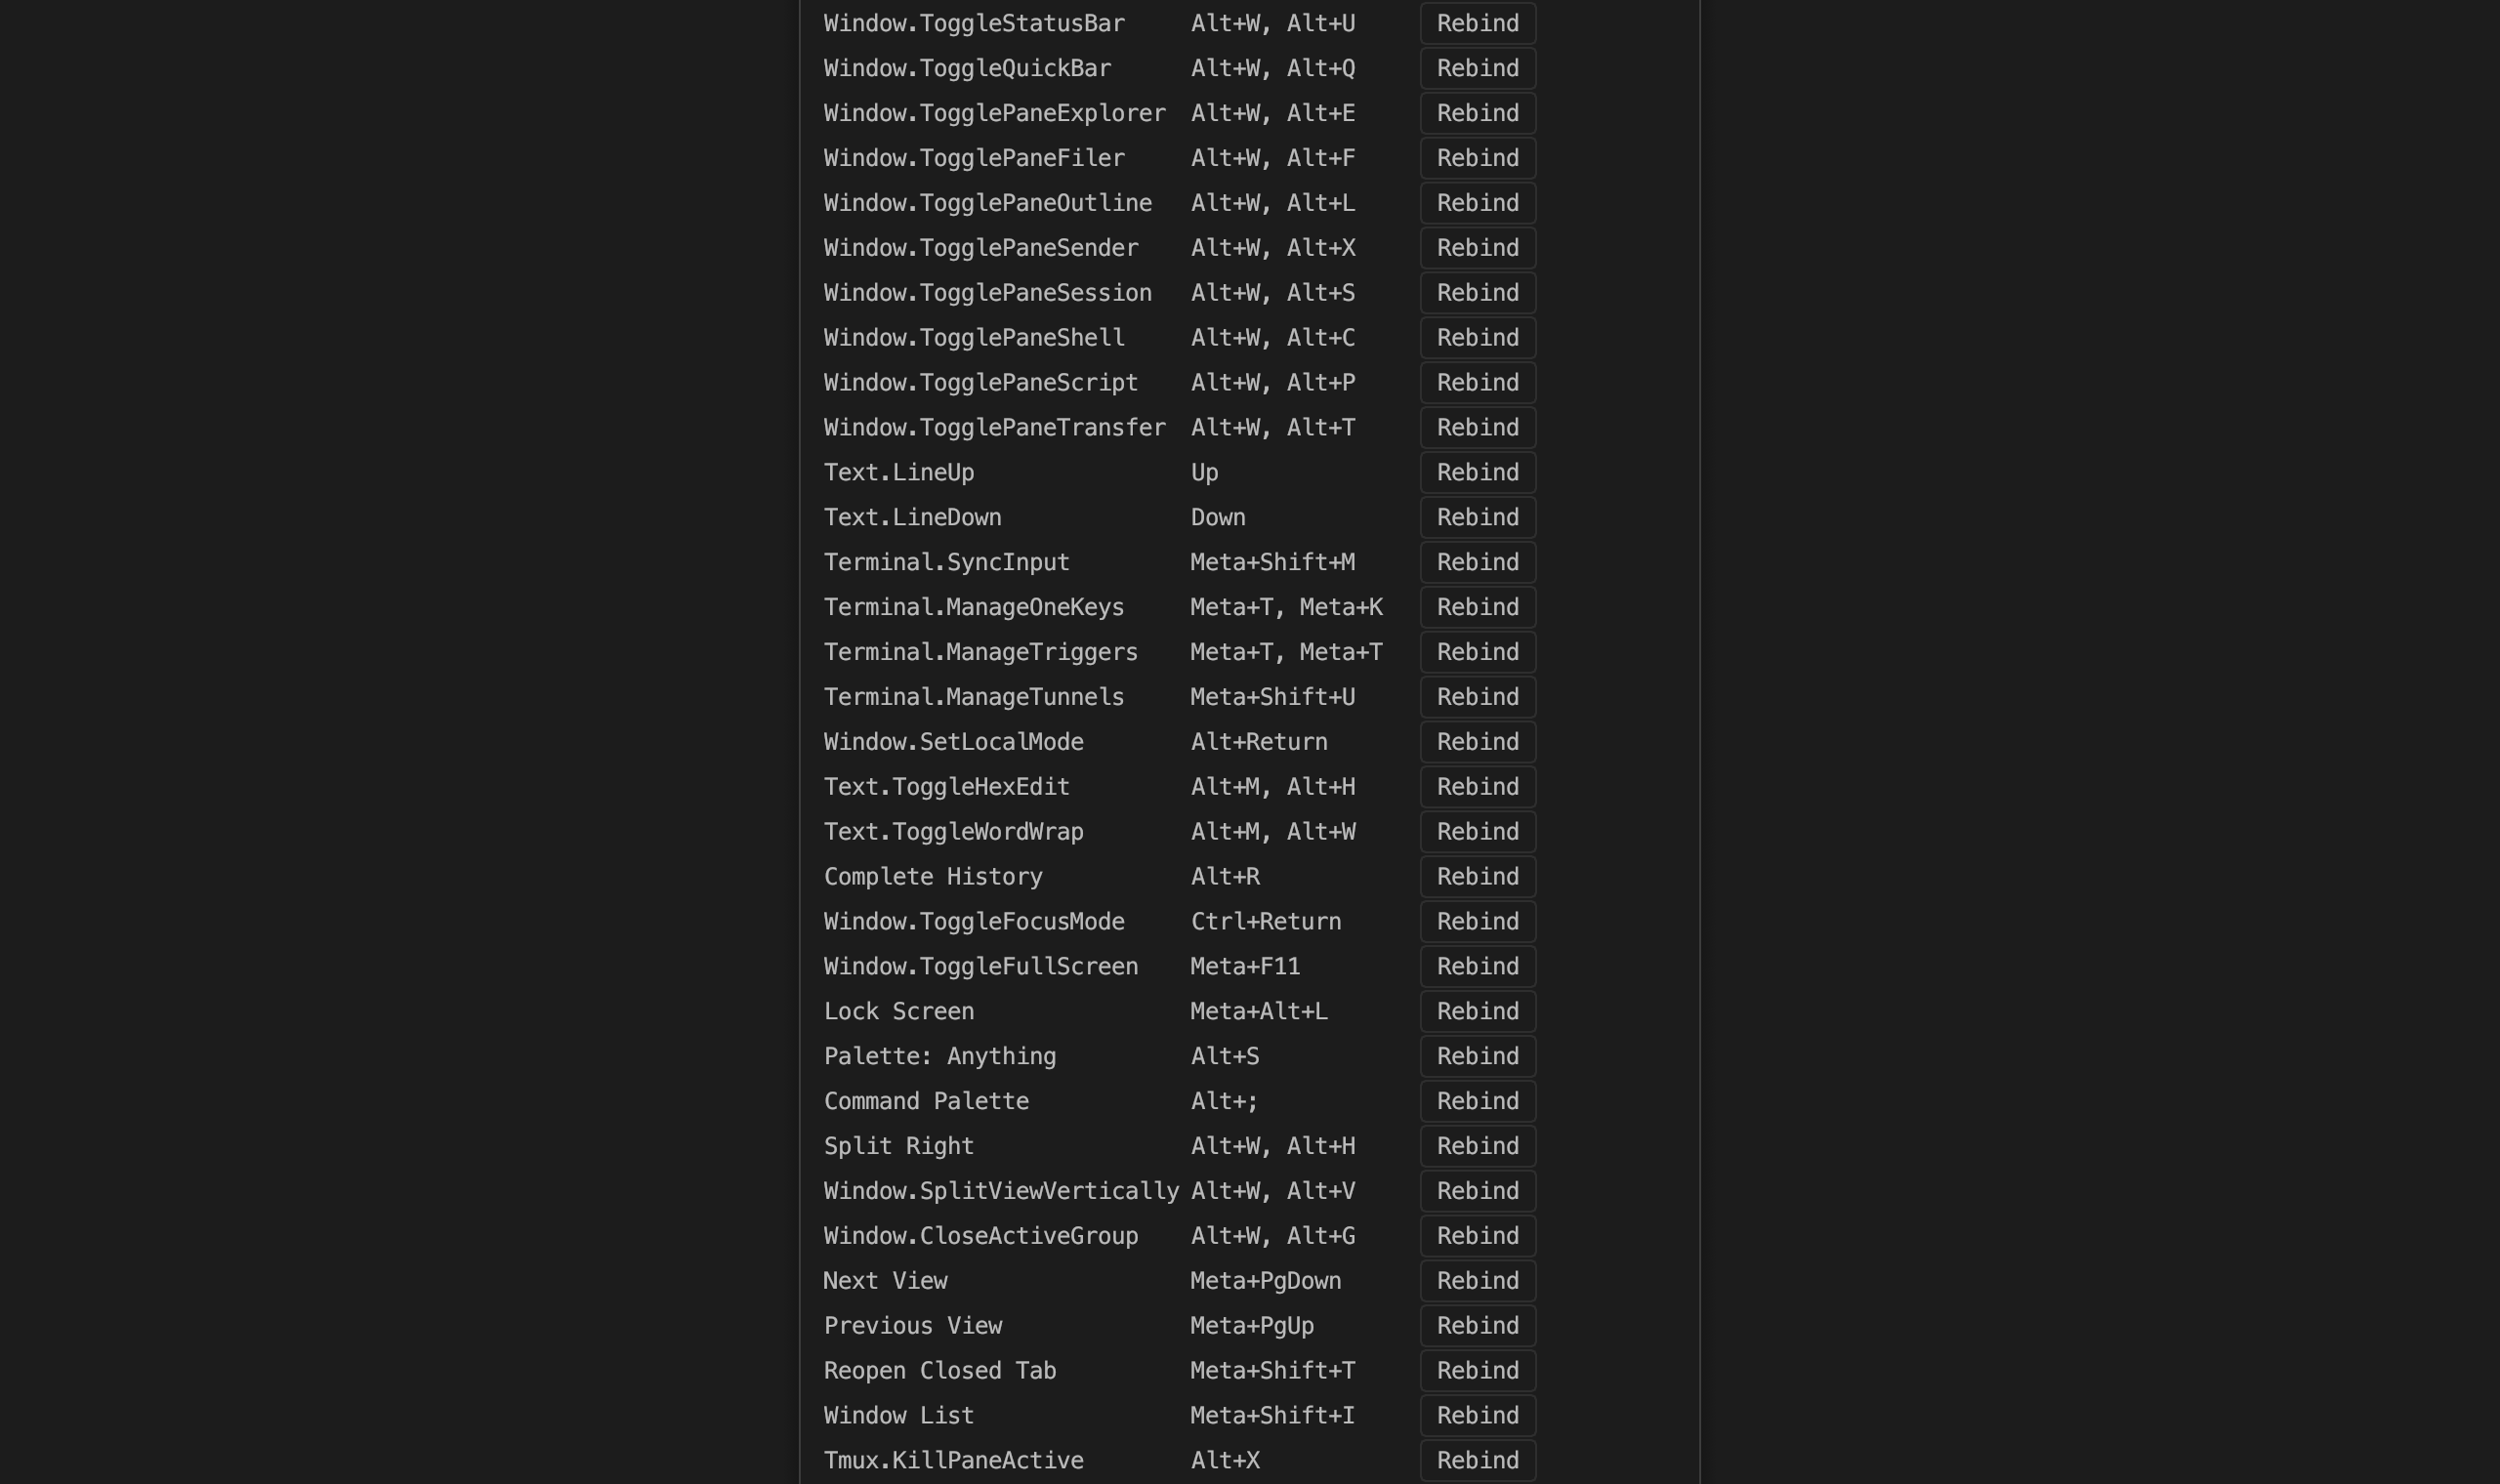 Window.ToggleStatusBar Alt+W, Alt+U Rebind
Window.ToggleQuickBar Alt+W, Alt+Q Rebind
Window.TogglePaneExplorer Alt+W, Alt+E Rebind
Window.TogglePaneFiler Alt+W, Alt+F Rebind
Window.TogglePaneOutline Alt+W, Alt+L Rebind
Window.TogglePaneSender Alt+W, Alt+X Rebind
Window.TogglePaneSession Alt+W, Alt+S Rebind
Window.TogglePaneShell Alt+W, Alt+C Rebind
Window.TogglePaneScript Alt+W, Alt+P Rebind
Window.TogglePaneTransfer Alt+W, Alt+T Rebind
Text.LineUp Up Rebind
Text.LineDown Down Rebind
Terminal.SyncInput Meta+Shift+M Rebind
Terminal.ManageOneKeys Meta+T, Meta+K Rebind
Terminal.ManageTriggers Meta+T, Meta+T Rebind
Terminal.ManageTunnels Meta+Shift+U Rebind
Window.SetLocalMode Alt+Return Rebind
Text.ToggleHexEdit Alt+M, Alt+H Rebind
Text.ToggleWordWrap Alt+M, Alt+W Rebind
Complete History Alt+R Rebind
Window.ToggleFocusMode Ctrl+Return Rebind
Window.ToggleFullScreen Meta+F11 Rebind
Lock Screen Meta+Alt+L Rebind
Palette: Anything Alt+S Rebind
Command Palette Alt+; Rebind
Split Right Alt+W, Alt+H Rebind
Window.SplitViewVertically Alt+W, Alt+V Rebind
Window.CloseActiveGroup Alt+W, Alt+G Rebind
Next View Meta+PgDown Rebind
Previous View Meta+PgUp Rebind
Reopen Closed Tab Meta+Shift+T Rebind
Window List Meta+Shift+I Rebind
Tmux.KillPaneActive Alt+X Rebind